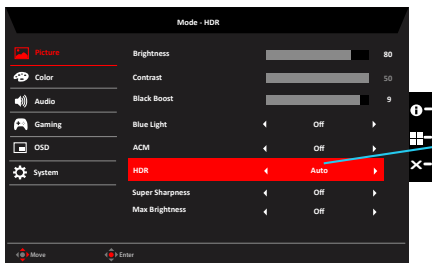 Mode - HDR
Picture
Brightness 80
Color
Contrast 50
Audio
Black Boost 9
Gaming
Blue Light Off
OSD
ACM Off
System
HDR Auto
Super Sharpness Off
Max Brightness Off
Move Enter